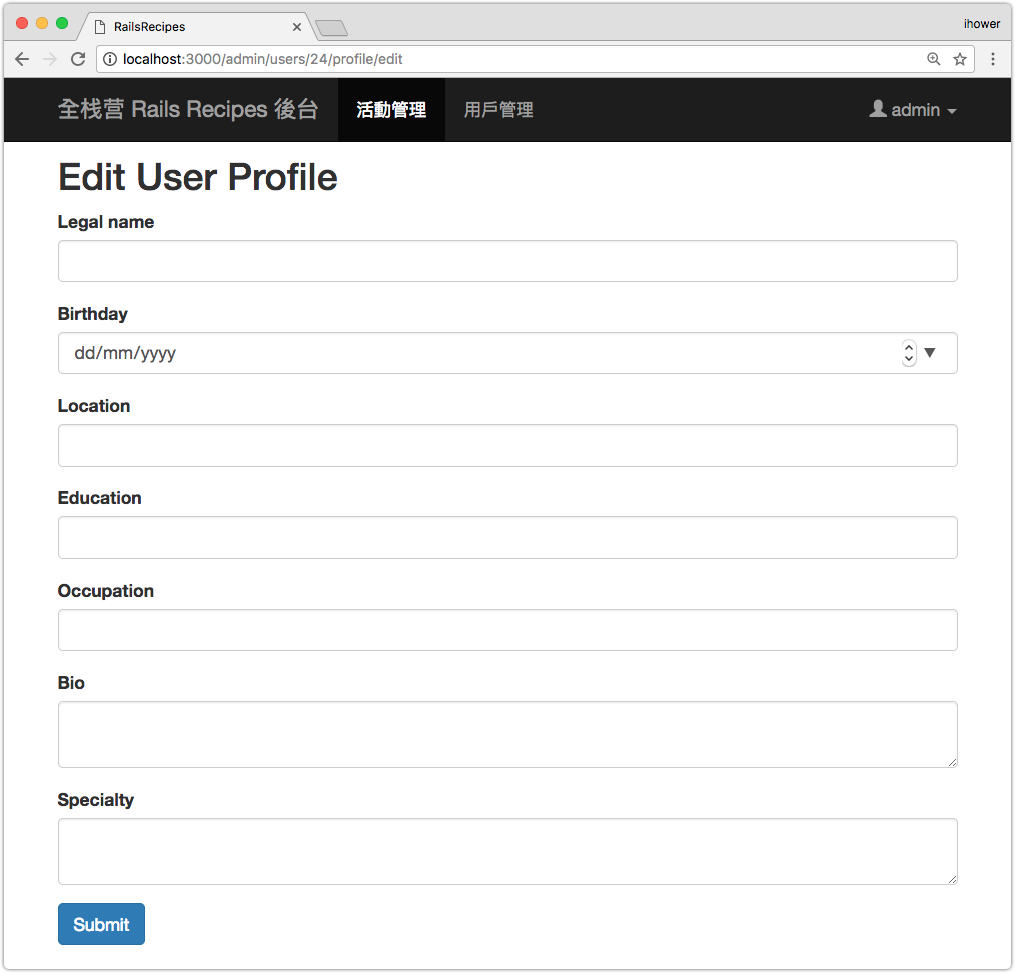 RailsRecipes
ihower
localhost:3000/admin/users/24/profile/edit
全栈营 Rails Recipes 後台 活動管理 用戶管理 admin
Edit User Profile
Legal name
Birthday
dd/mm/yyyy
Location
Education
Occupation
Bio
Specialty
Submit